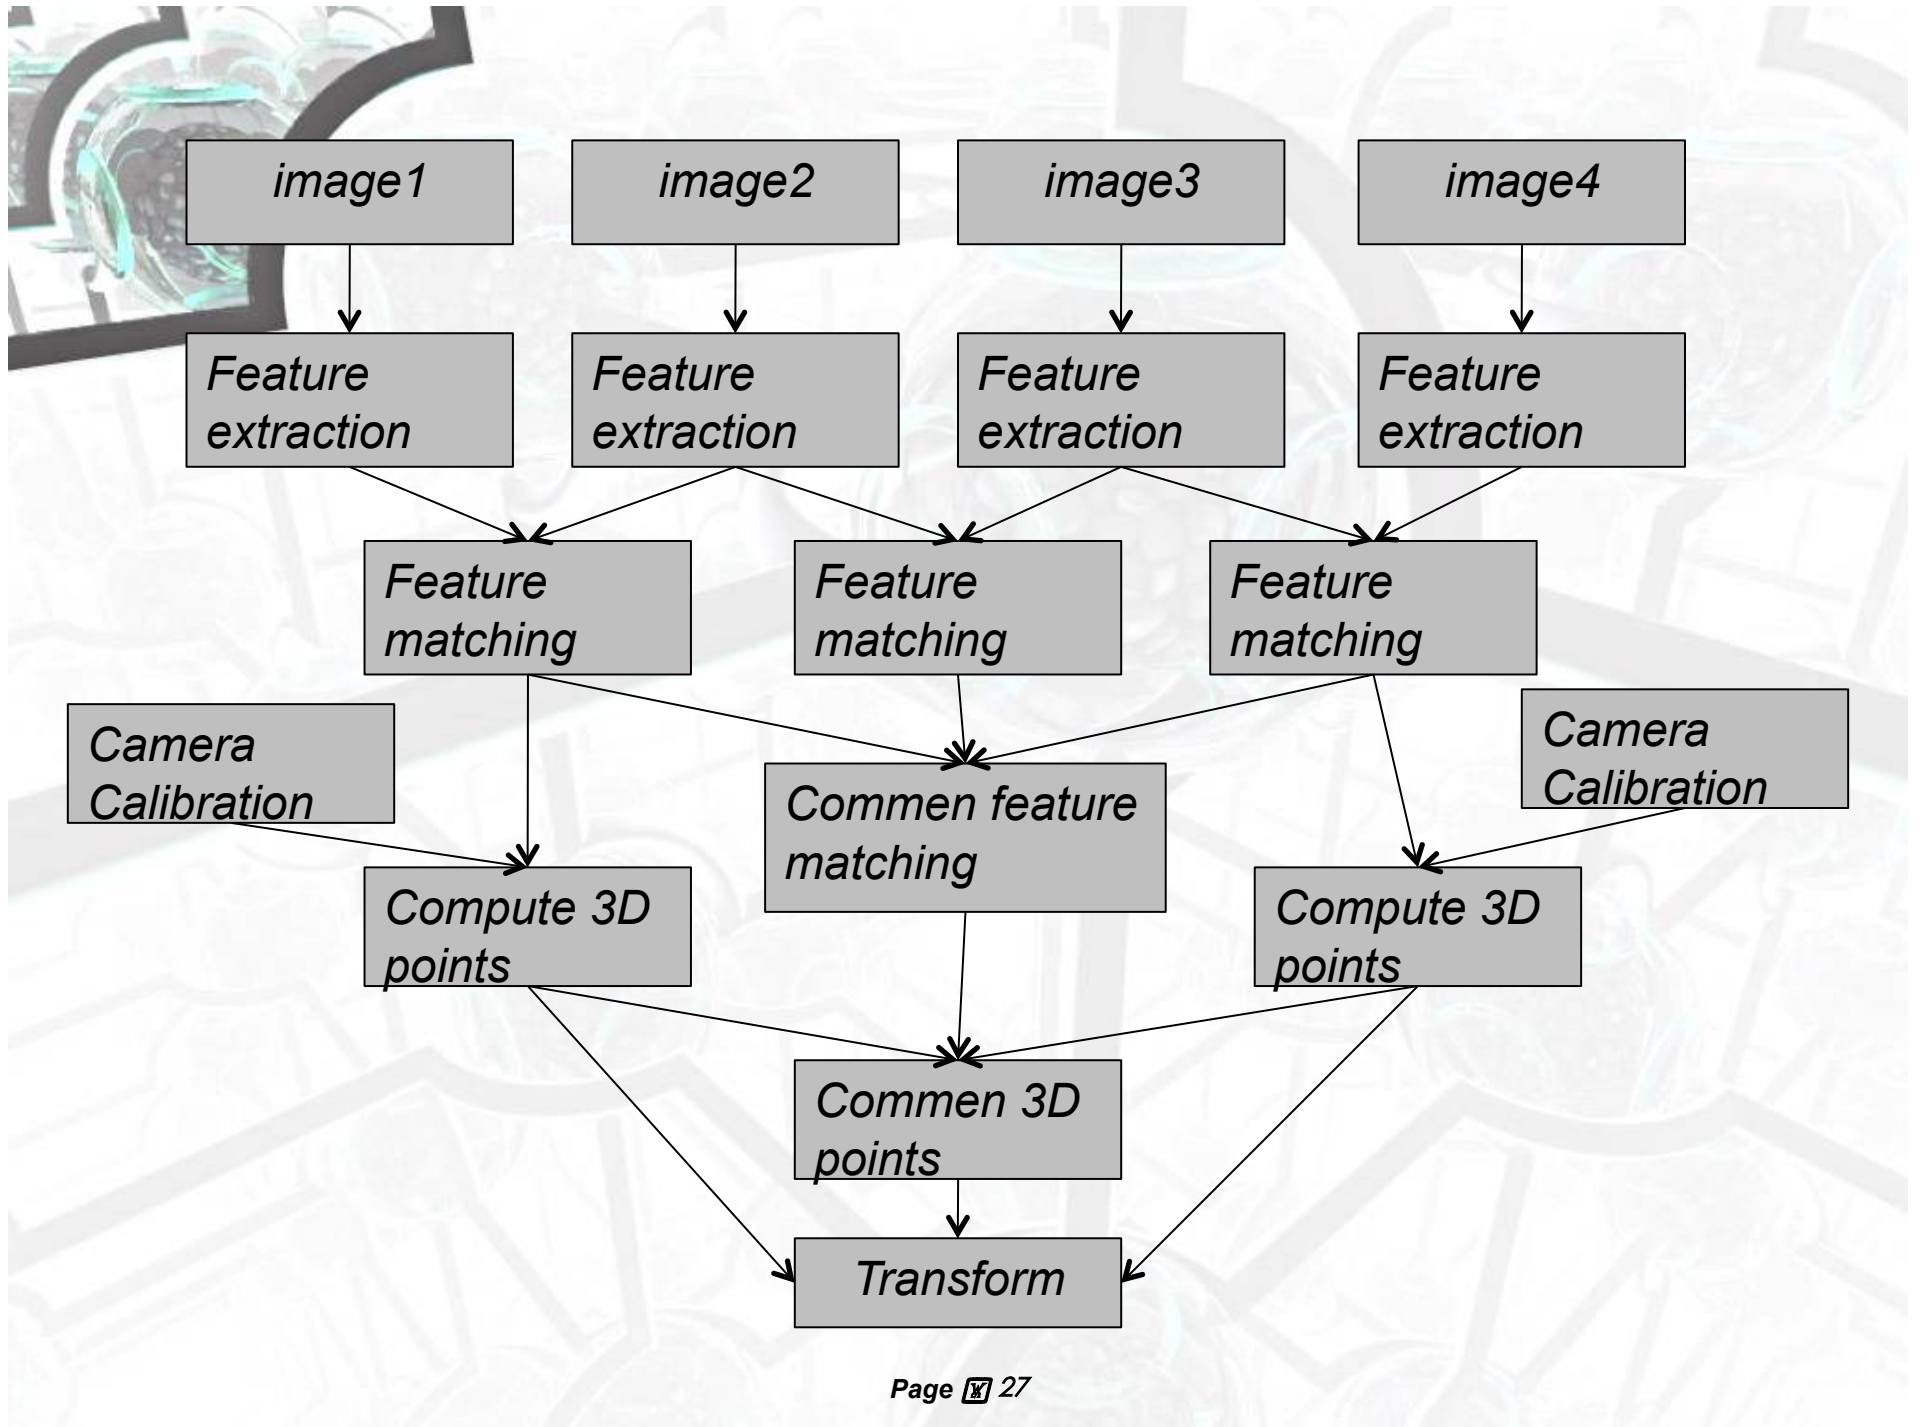 image1
image2
image3
image4
Feature
extraction
Feature
extraction
Feature
extraction
Feature
extraction
Feature
matching
Feature
matching
Feature
matching
Camera
Calibration
Commen feature
matching
Camera
Calibration
Compute 3D
points
Compute 3D
points
Commen 3D
points
Transform
Page 27